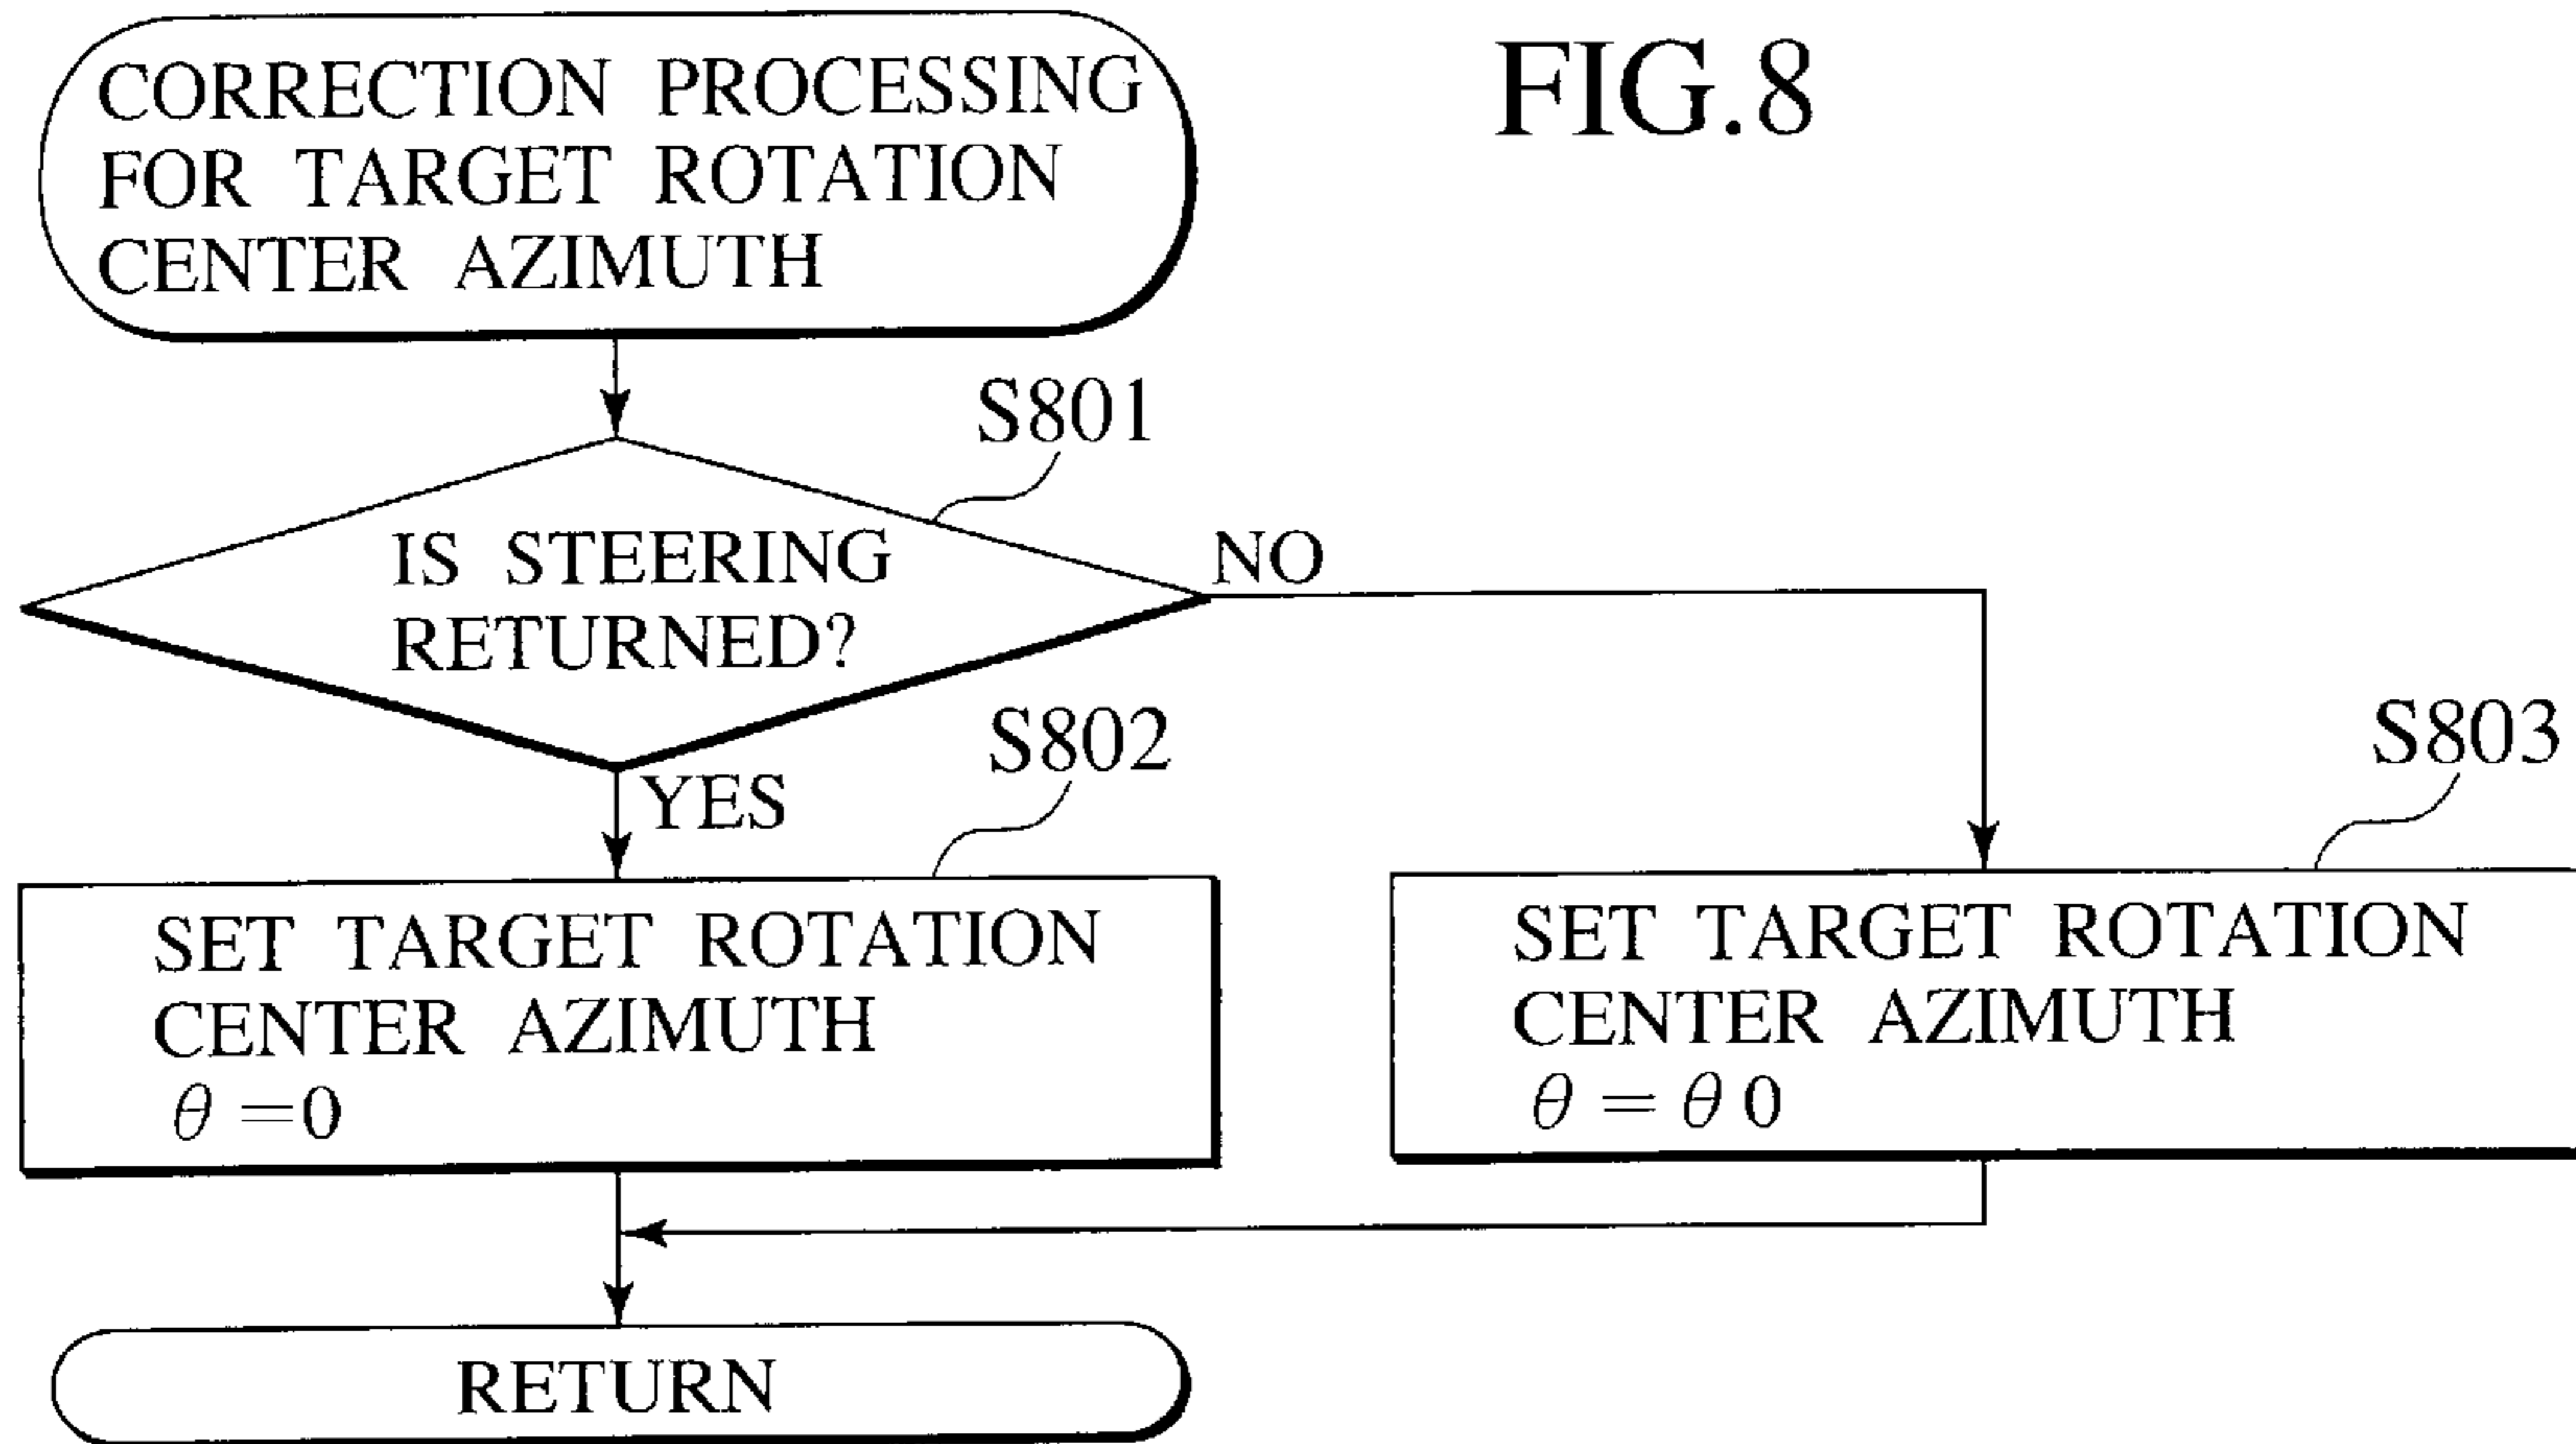 FIG.8
CORRECTION PROCESSING
FOR TARGET ROTATION
CENTER AZIMUTH
S801
IS STEERING
RETURNED?
NO
YES
S802
SET TARGET ROTATION
CENTER AZIMUTH
θ =0
S803
SET TARGET ROTATION
CENTER AZIMUTH
θ = θ 0
RETURN